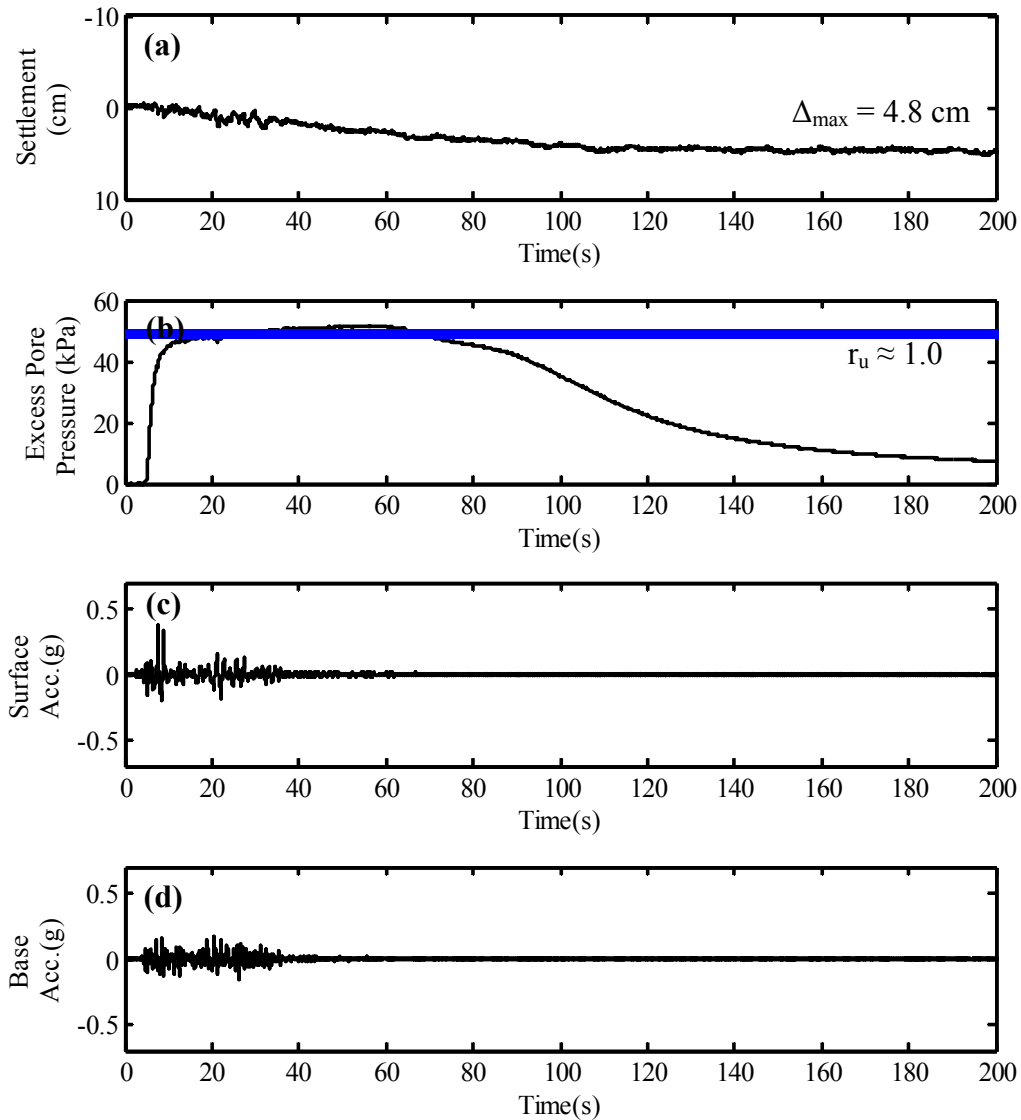 -10
(a)
Settlement
(cm)
0
Δmax = 4.8 cm
10
0 20 40 60 80 100 120 140 160 180 200
Time(s)
60
(b)
Excess Pore
Pressure (kPa)
40
ru ≈ 1.0
20
0
0 20 40 60 80 100 120 140 160 180 200
Time(s)
0.5
(c)
Surface
Acc.(g)
0
-0.5
0 20 40 60 80 100 120 140 160 180 200
Time(s)
0.5
(d)
Base
Acc.(g)
0
-0.5
0 20 40 60 80 100 120 140 160 180 200
Time(s)